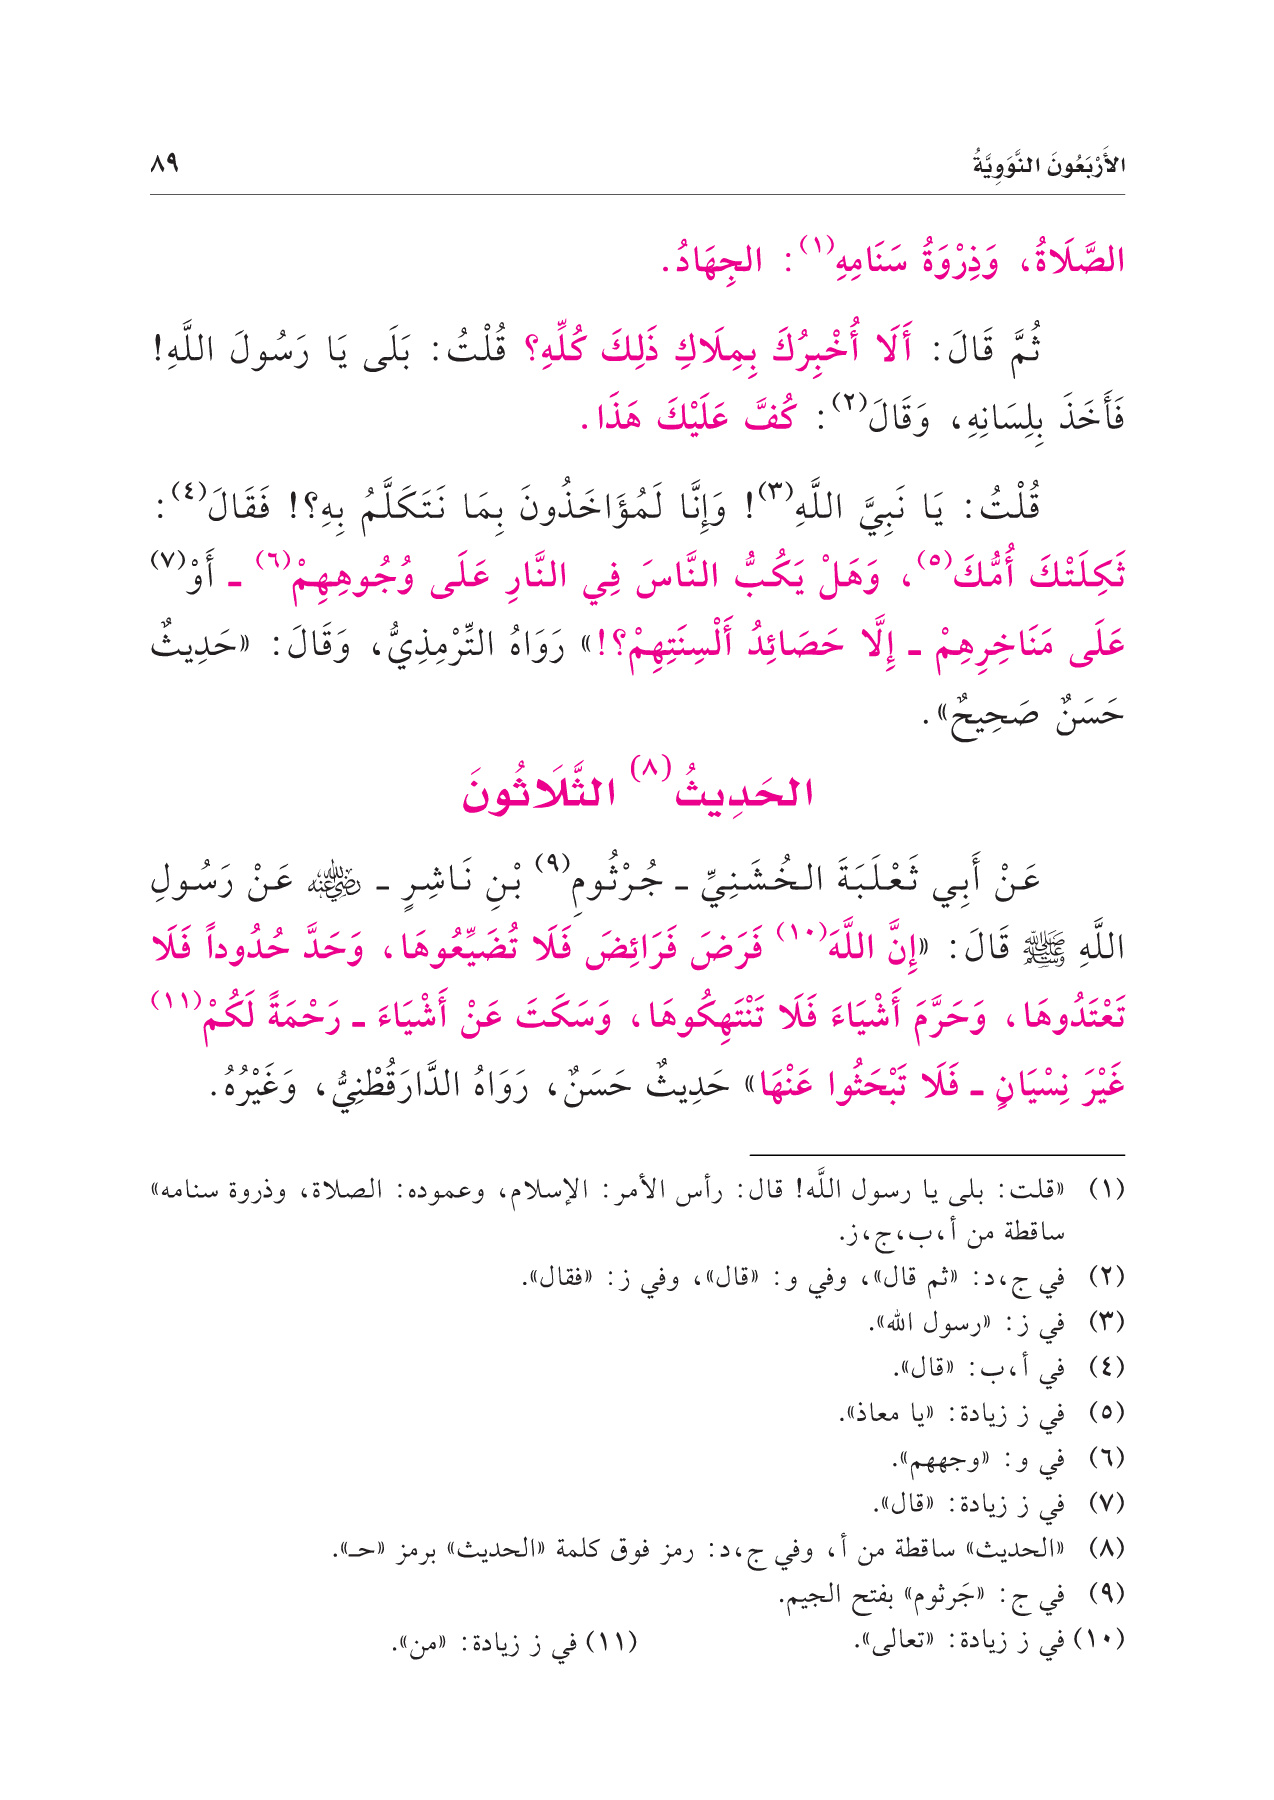 الأَرْبَعُونَ النَّوَوِيَّةُ ٨٩
الصَّلَاةُ، وَذِرْوَةُ سَنَامِهِ(١): الجِهَادُ.
ثُمَّ قَالَ: أَلَا أُخْبِرُكَ بِمِلَاكِ ذَلِكَ كُلِّهِ؟ قُلْتُ: بَلَى يَا رَسُولَ اللَّهِ!
فَأَخَذَ بِلِسَانِهِ، وَقَالَ(٢): كُفَّ عَلَيْكَ هَذَا.
قُلْتُ: يَا نَبِيَّ اللَّهِ(٣)! وَإِنَّا لَمُؤَاخَذُونَ بِمَا نَتَكَلَّمُ بِهِ؟! فَقَالَ(٤):
ثَكِلَتْكَ أُمُّكَ(٥)، وَهَلْ يَكُبُّ النَّاسَ فِي النَّارِ عَلَى وُجُوهِهِمْ(٦) - أَوْ(٧)
عَلَى مَنَاخِرِهِمْ - إِلَّا حَصَائِدُ أَلْسِنَتِهِمْ؟!» رَوَاهُ التِّرْمِذِيُّ، وَقَالَ: «حَدِيثٌ
حَسَنٌ صَحِيحٌ».
الحَدِيثُ(٨) الثَّلَاثُونَ
عَنْ أَبِي ثَعْلَبَةَ الخُشَنِيِّ - جُرْثُومِ(٩) بْنِ نَاشِرٍ - رضي الله عنه عَنْ رَسُولِ
اللَّهِ ﷺ قَالَ: «إِنَّ اللَّهَ(١٠) فَرَضَ فَرَائِضَ فَلَا تُضَيِّعُوهَا، وَحَدَّ حُدُوداً فَلَا
تَعْتَدُوهَا، وَحَرَّمَ أَشْيَاءَ فَلَا تَنْتَهِكُوهَا، وَسَكَتَ عَنْ أَشْيَاءَ - رَحْمَةً لَكُمْ(١١)
غَيْرَ نِسْيَانٍ - فَلَا تَبْحَثُوا عَنْهَا» حَدِيثٌ حَسَنٌ، رَوَاهُ الدَّارَقُطْنِيُّ، وَغَيْرُهُ.
(١) «قلت: بلى يا رسول اللَّه! قال: رأس الأمر: الإسلام، وعموده: الصلاة، وذروة سنامه»
ساقطة من أ،ب،ج،ز.
(٢) في ج،د: «ثم قال»، وفي و: «قال»، وفي ز: «فقال».
(٣) في ز: «رسول الله».
(٤) في أ،ب: «قال».
(٥) في ز زيادة: «يا معاذ».
(٦) في و: «وجههم».
(٧) في ز زيادة: «قال».
(٨) «الحديث» ساقطة من أ، وفي ج،د: رمز فوق كلمة «الحديث» برمز «حـ».
(٩) في ج: «جَرثوم» بفتح الجيم.
(١٠) في ز زيادة: «تعالى». (١١) في ز زيادة: «من».